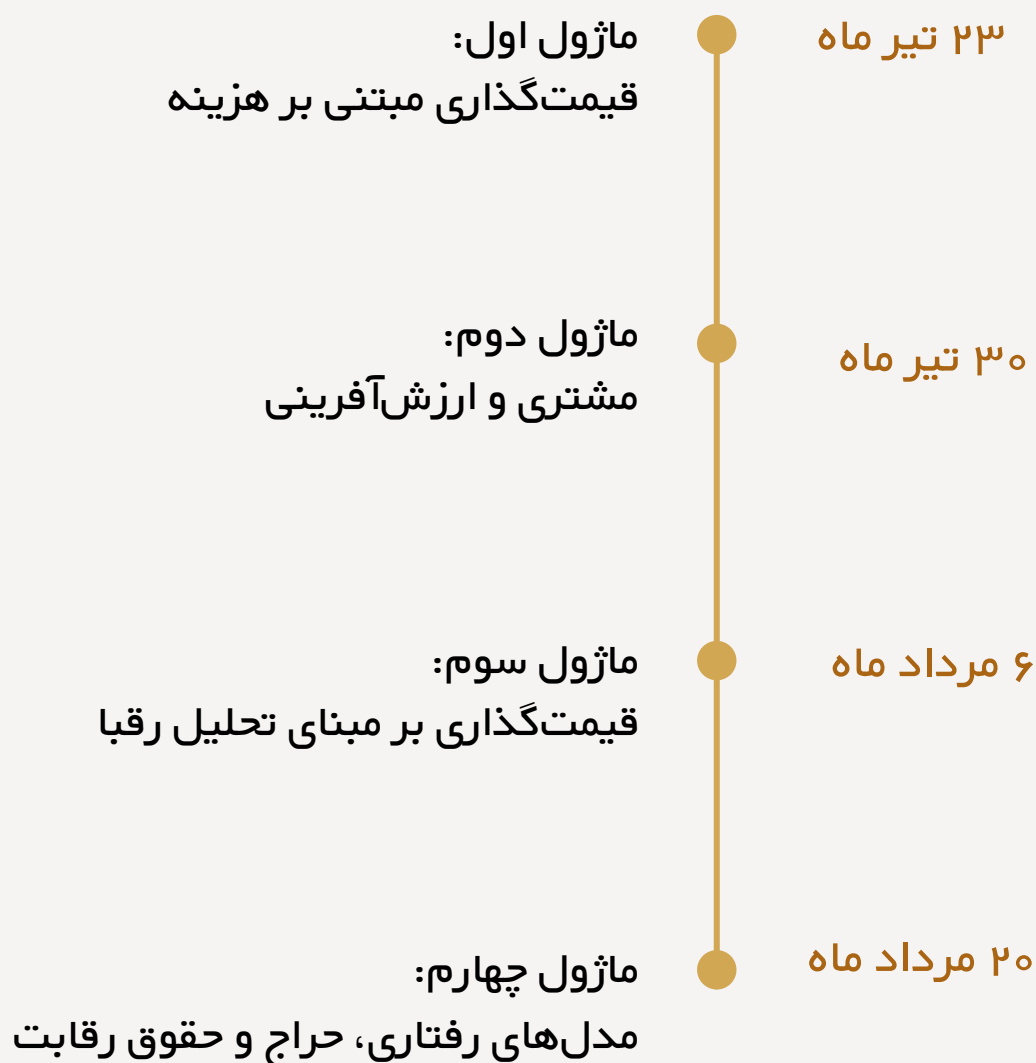 ۲۳ تیر ماه
ماژول اول:
قیمت‌گذاری مبتنی بر هزینه
۳۰ تیر ماه
ماژول دوم:
مشتری و ارزش‌آفرینی
۶ مرداد ماه
ماژول سوم:
قیمت‌گذاری بر مبنای تحلیل رقبا
۲۰ مرداد ماه
ماژول چهارم:
مدل‌های رفتاری، حراج و حقوق رقابت